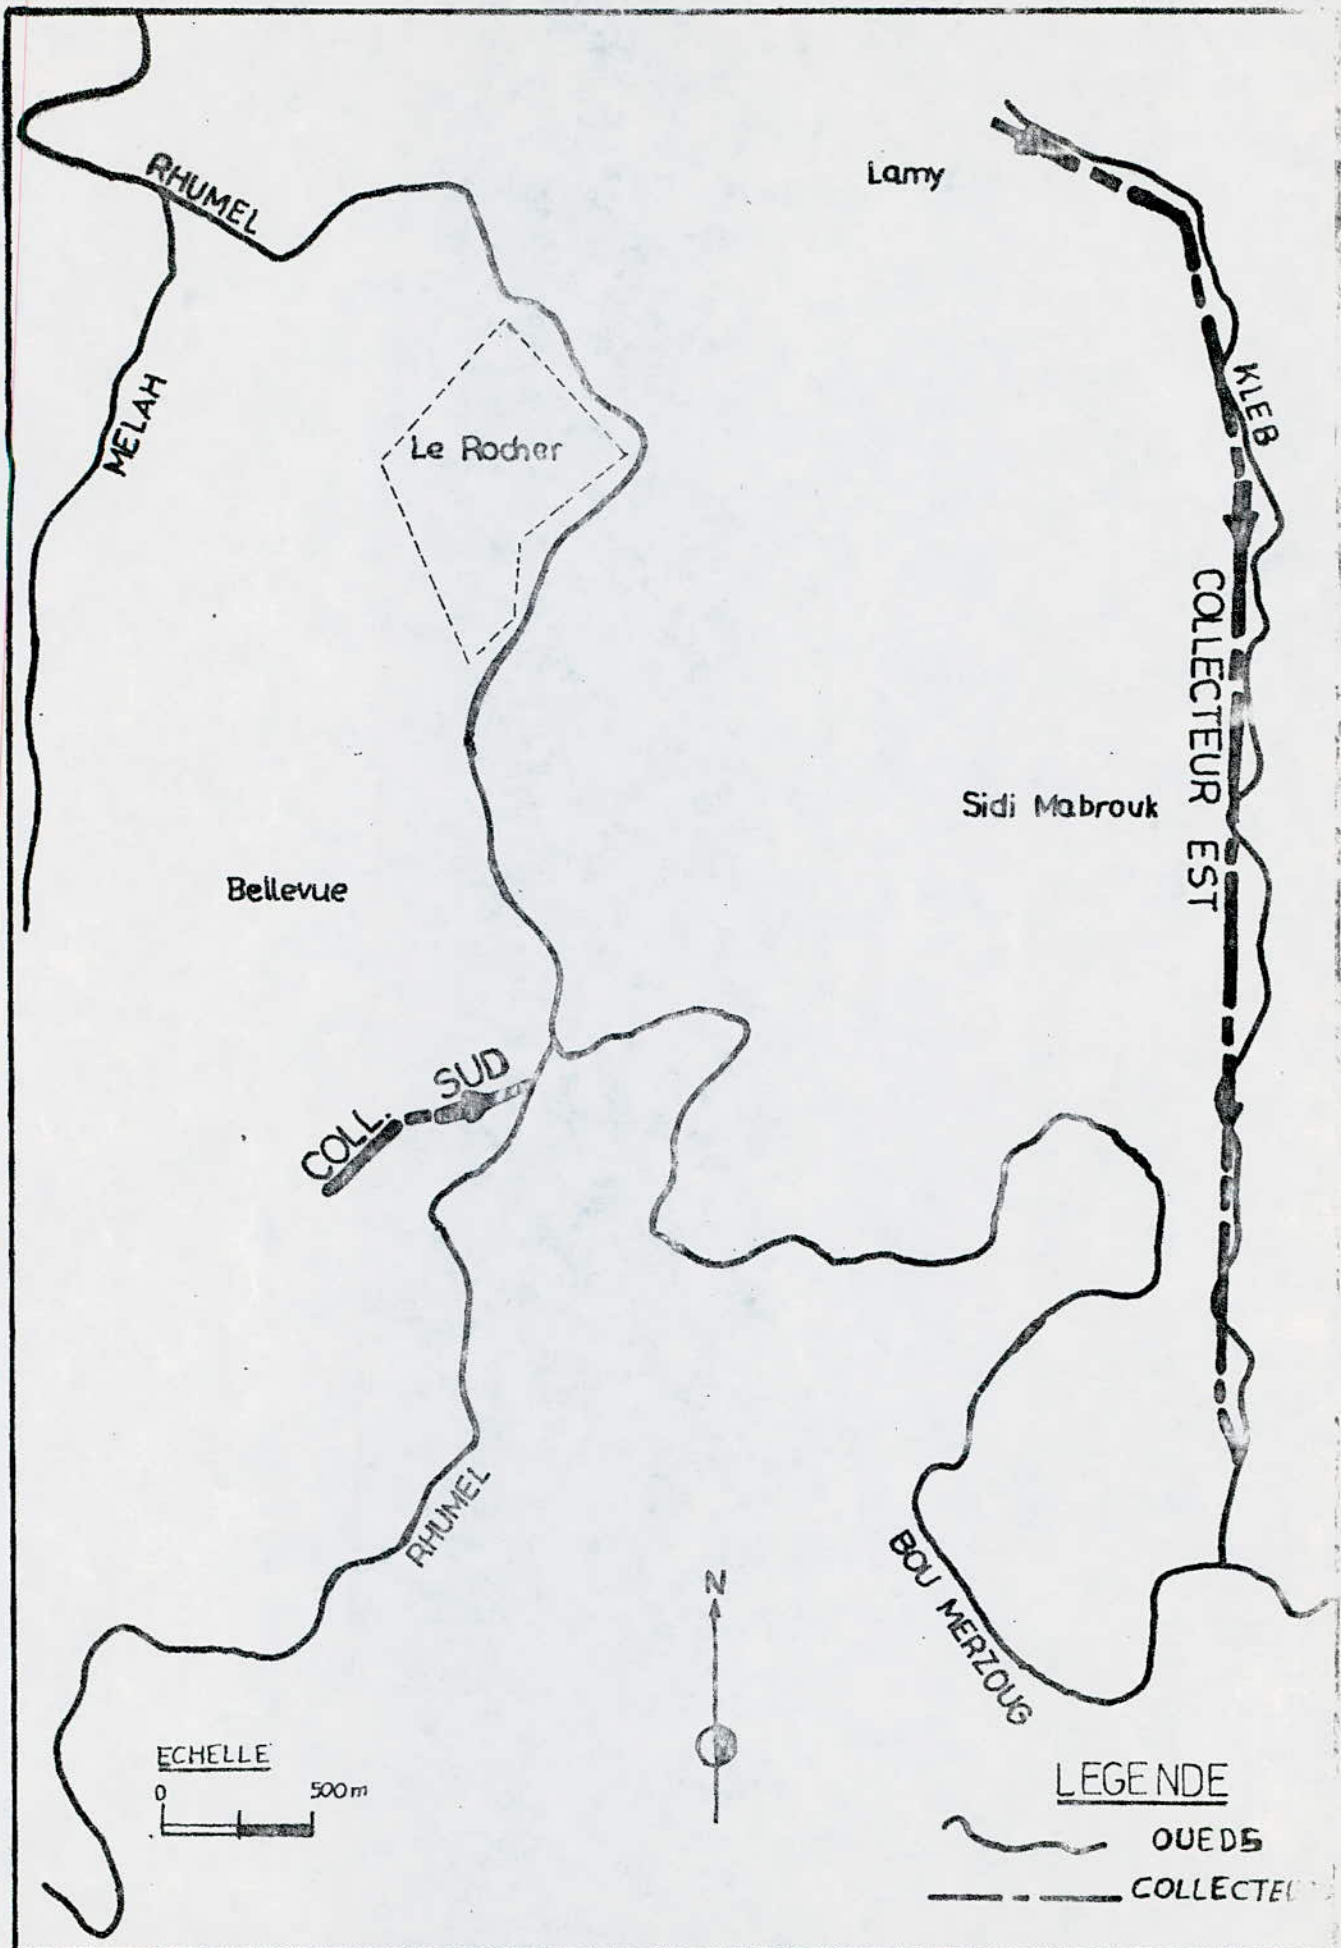 Lamy
RHUMEL
KLEB
MELAH
Le Rocher
COLLECTEUR EST
Sidi Mabrouk
Bellevue
COLL. SUD
RHUMEL
BOU MERZOUG
N
ECHELLE
0 500m
LEGENDE
OUEDS
COLLECTE